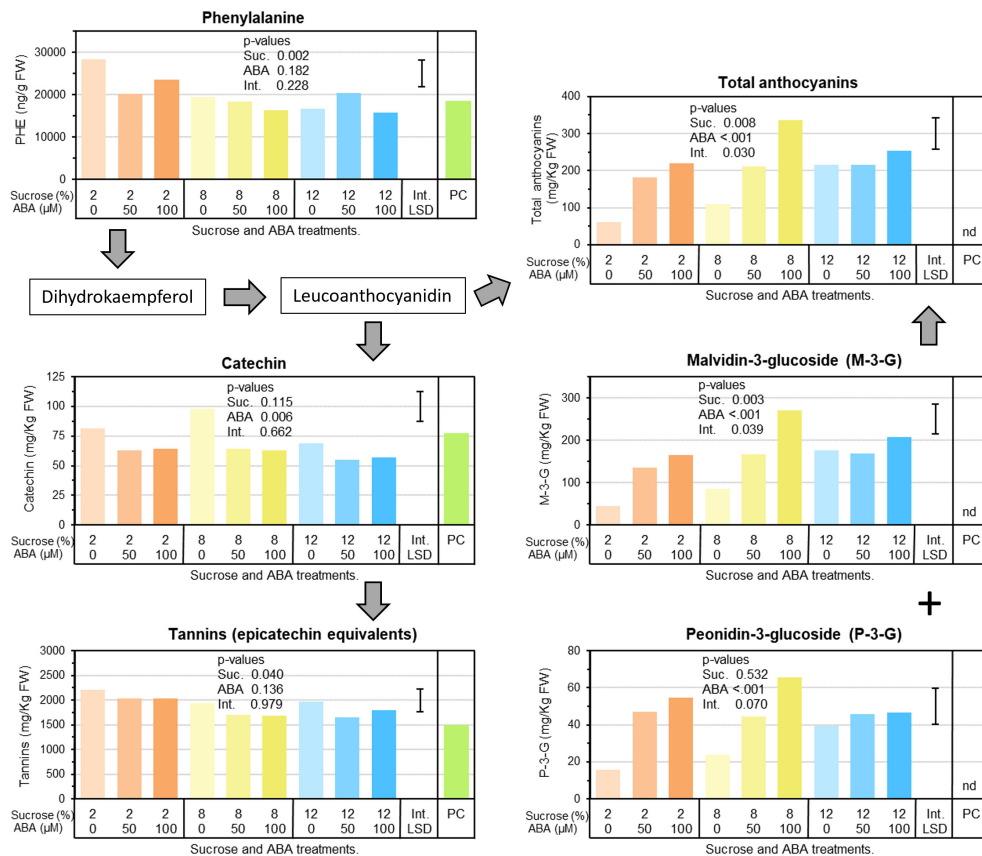 Phenylalanine
PHE (ng/g FW)
30000
20000
10000
0
p-values
Suc. 0.002
ABA 0.182
Int. 0.228
Sucrose (%) 2 2 2 8 8 8 12 12 12 Int. PC
ABA (µM) 0 50 100 0 50 100 0 50 100 LSD
Sucrose and ABA treatments.
Total anthocyanins
Total anthocyanins
(mg/Kg FW)
400
300
200
100
0
p-values
Suc. 0.008
ABA <.001
Int. 0.030
nd
Sucrose (%) 2 2 2 8 8 8 12 12 12 Int. PC
ABA (µM) 0 50 100 0 50 100 0 50 100 LSD
Sucrose and ABA treatments.
Dihydrokaempferol
Leucoanthocyanidin
Catechin
Catechin (mg/Kg FW)
125
100
75
50
25
0
p-values
Suc. 0.115
ABA 0.006
Int. 0.662
Sucrose (%) 2 2 2 8 8 8 12 12 12 Int. PC
ABA (µM) 0 50 100 0 50 100 0 50 100 LSD
Sucrose and ABA treatments.
Malvidin-3-glucoside (M-3-G)
M-3-G (mg/Kg FW)
300
200
100
0
p-values
Suc. 0.003
ABA <.001
Int. 0.039
nd
Sucrose (%) 2 2 2 8 8 8 12 12 12 Int. PC
ABA (µM) 0 50 100 0 50 100 0 50 100 LSD
Sucrose and ABA treatments.
+
Tannins (epicatechin equivalents)
Tannins (mg/Kg FW)
3000
2500
2000
1500
1000
500
0
p-values
Suc. 0.040
ABA 0.136
Int. 0.979
Sucrose (%) 2 2 2 8 8 8 12 12 12 Int. PC
ABA (µM) 0 50 100 0 50 100 0 50 100 LSD
Sucrose and ABA treatments.
Peonidin-3-glucoside (P-3-G)
P-3-G (mg/Kg FW)
80
60
40
20
0
p-values
Suc. 0.532
ABA <.001
Int. 0.070
nd
Sucrose (%) 2 2 2 8 8 8 12 12 12 Int. PC
ABA (µM) 0 50 100 0 50 100 0 50 100 LSD
Sucrose and ABA treatments.